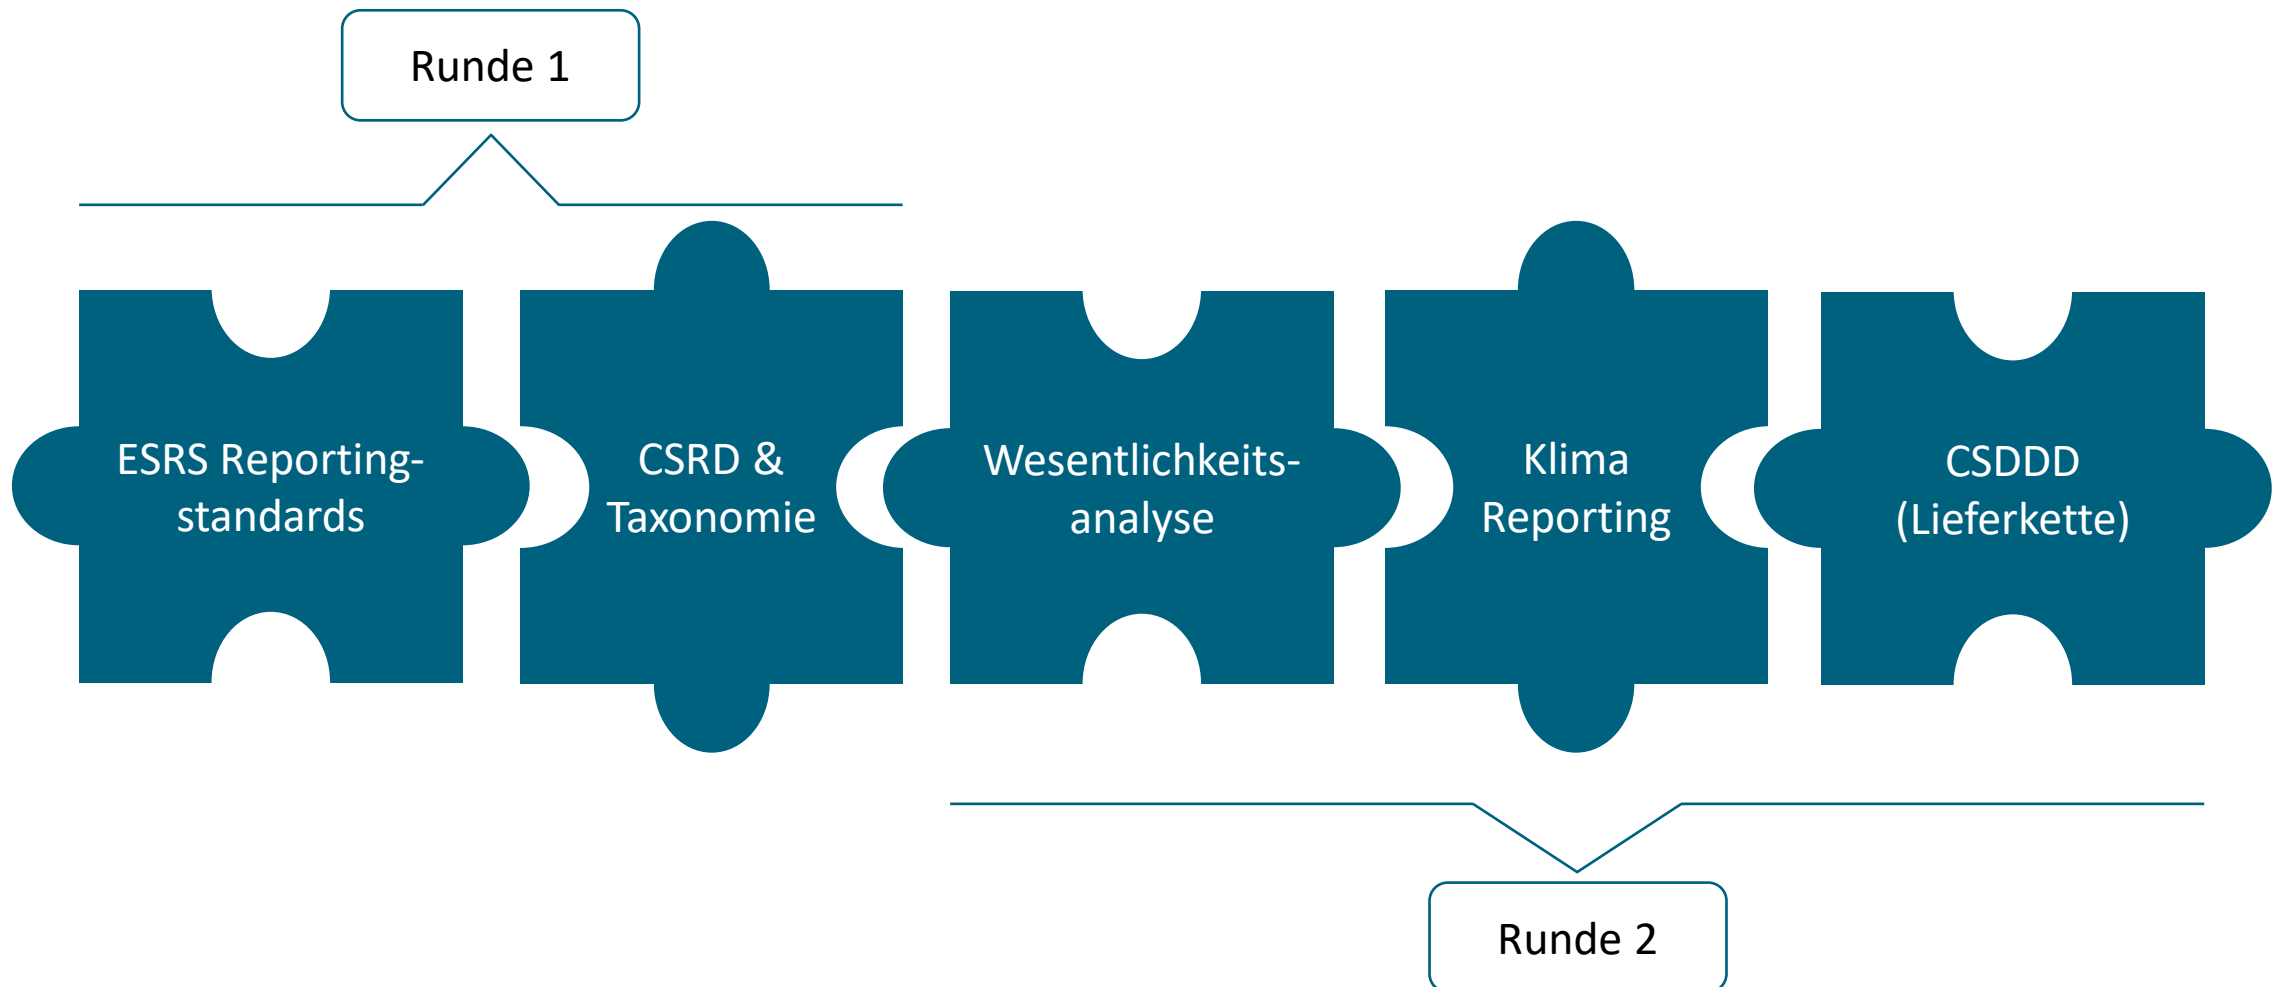 Runde 1
ESRS Reporting-
standards
CSRD &
Taxonomie
Wesentlichkeits-
analyse
Klima
Reporting
CSDDD
(Lieferkette)
Runde 2